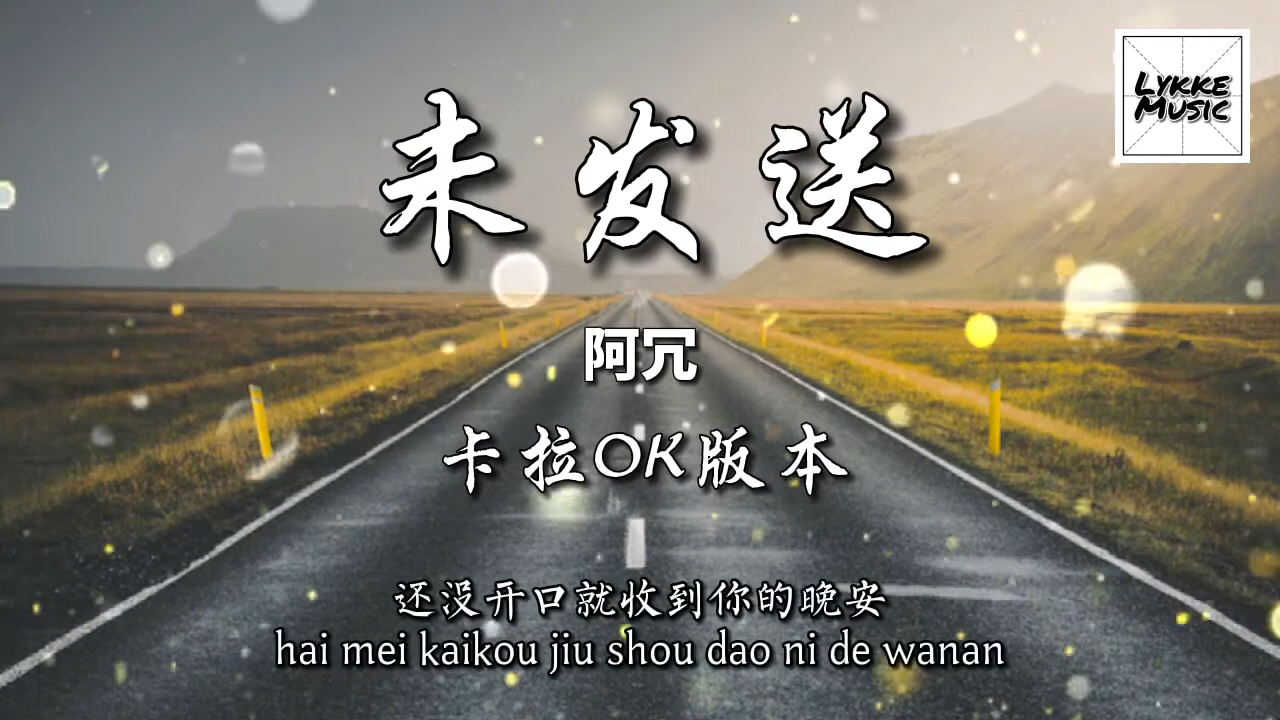 LYKKE
MUSIC
未发送
阿冗
卡拉OK版本
还没开口就收到你的晚安
hai mei kaikou jiu shou dao ni de wanan